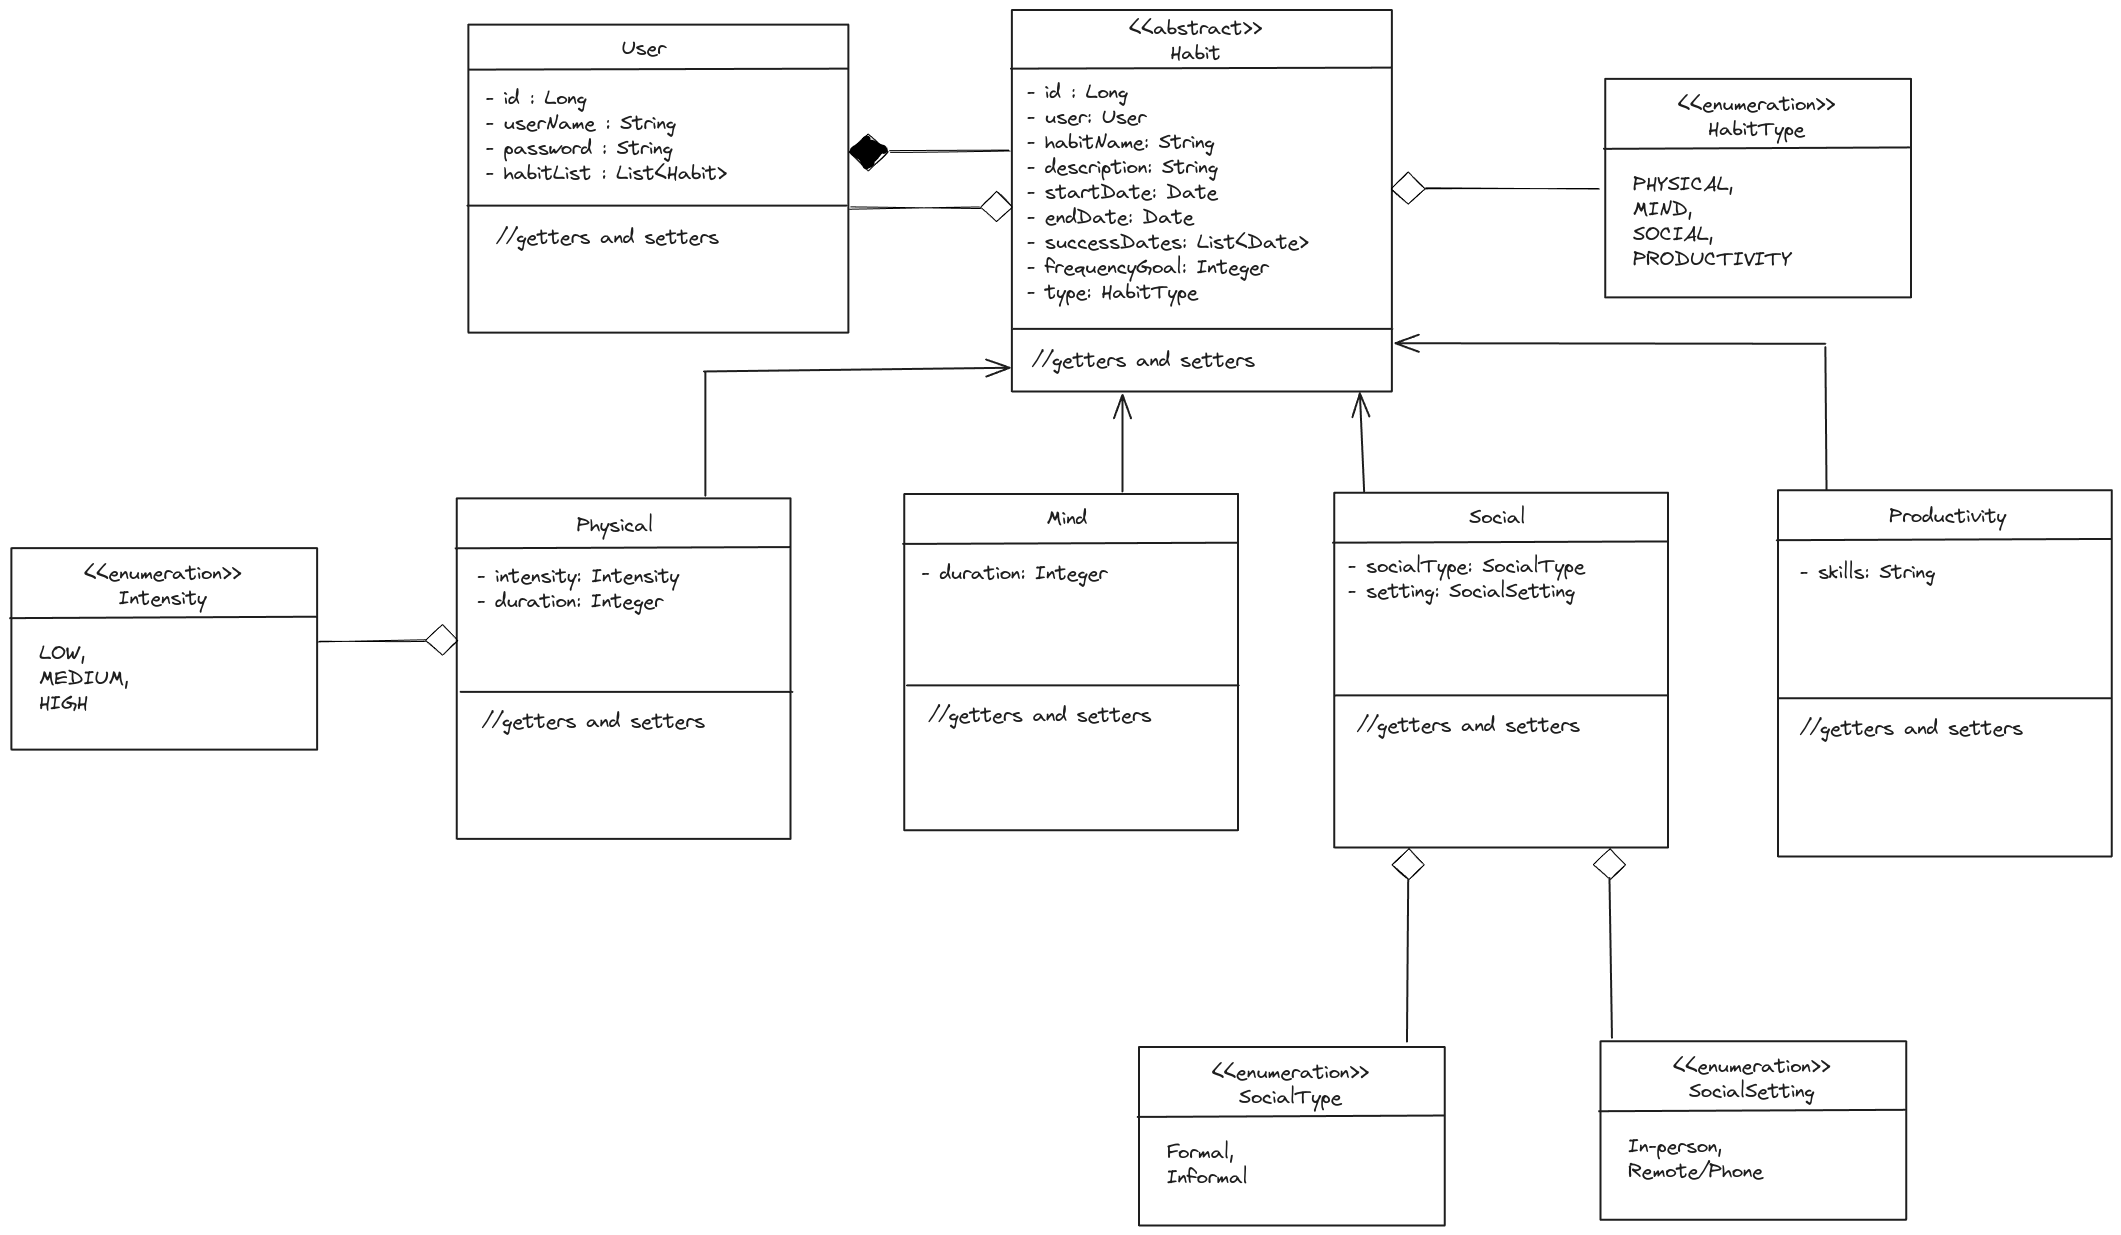 User
- id : Long
- userName : String
- password : String
- habitList : List<Habit>
//getters and setters
<<abstract>>
Habit
- id : Long
- user: User
- habitName: String
- description: String
- startDate: Date
- endDate: Date
- successDates: List<Date>
- frequencyGoal: Integer
- type: HabitType
//getters and setters
<<enumeration>>
HabitType
PHYSICAL,
MIND,
SOCIAL,
PRODUCTIVITY
<<enumeration>>
Intensity
LOW,
MEDIUM,
HIGH
Physical
- intensity: Intensity
- duration: Integer
//getters and setters
Mind
- duration: Integer
//getters and setters
Social
- socialType: SocialType
- setting: SocialSetting
//getters and setters
Productivity
- skills: String
//getters and setters
<<enumeration>>
SocialType
Formal,
Informal
<<enumeration>>
SocialSetting
In-person,
Remote/Phone